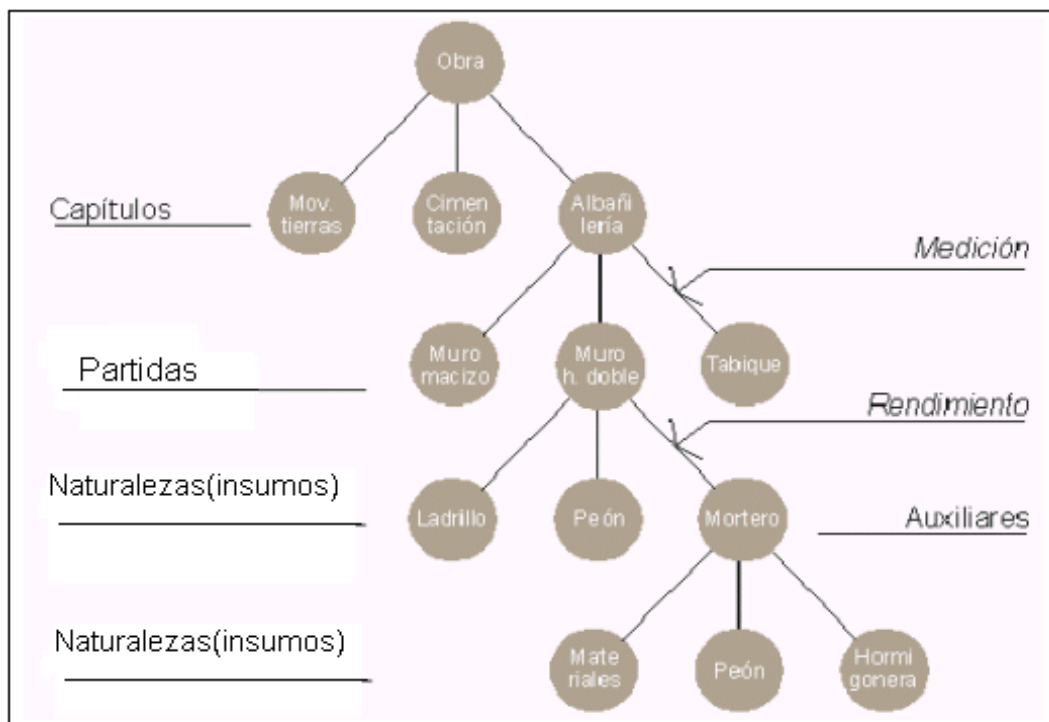 Obra
Capítulos
Mov.
tierras
Cimen
tación
Albañi
lería
Medición
Partidas
Muro
macizo
Muro
h. doble
Tabique
Rendimiento
Naturalezas(insumos)
Ladrillo
Peón
Mortero
Auxiliares
Naturalezas(insumos)
Mate
riales
Peón
Hormi
gonera